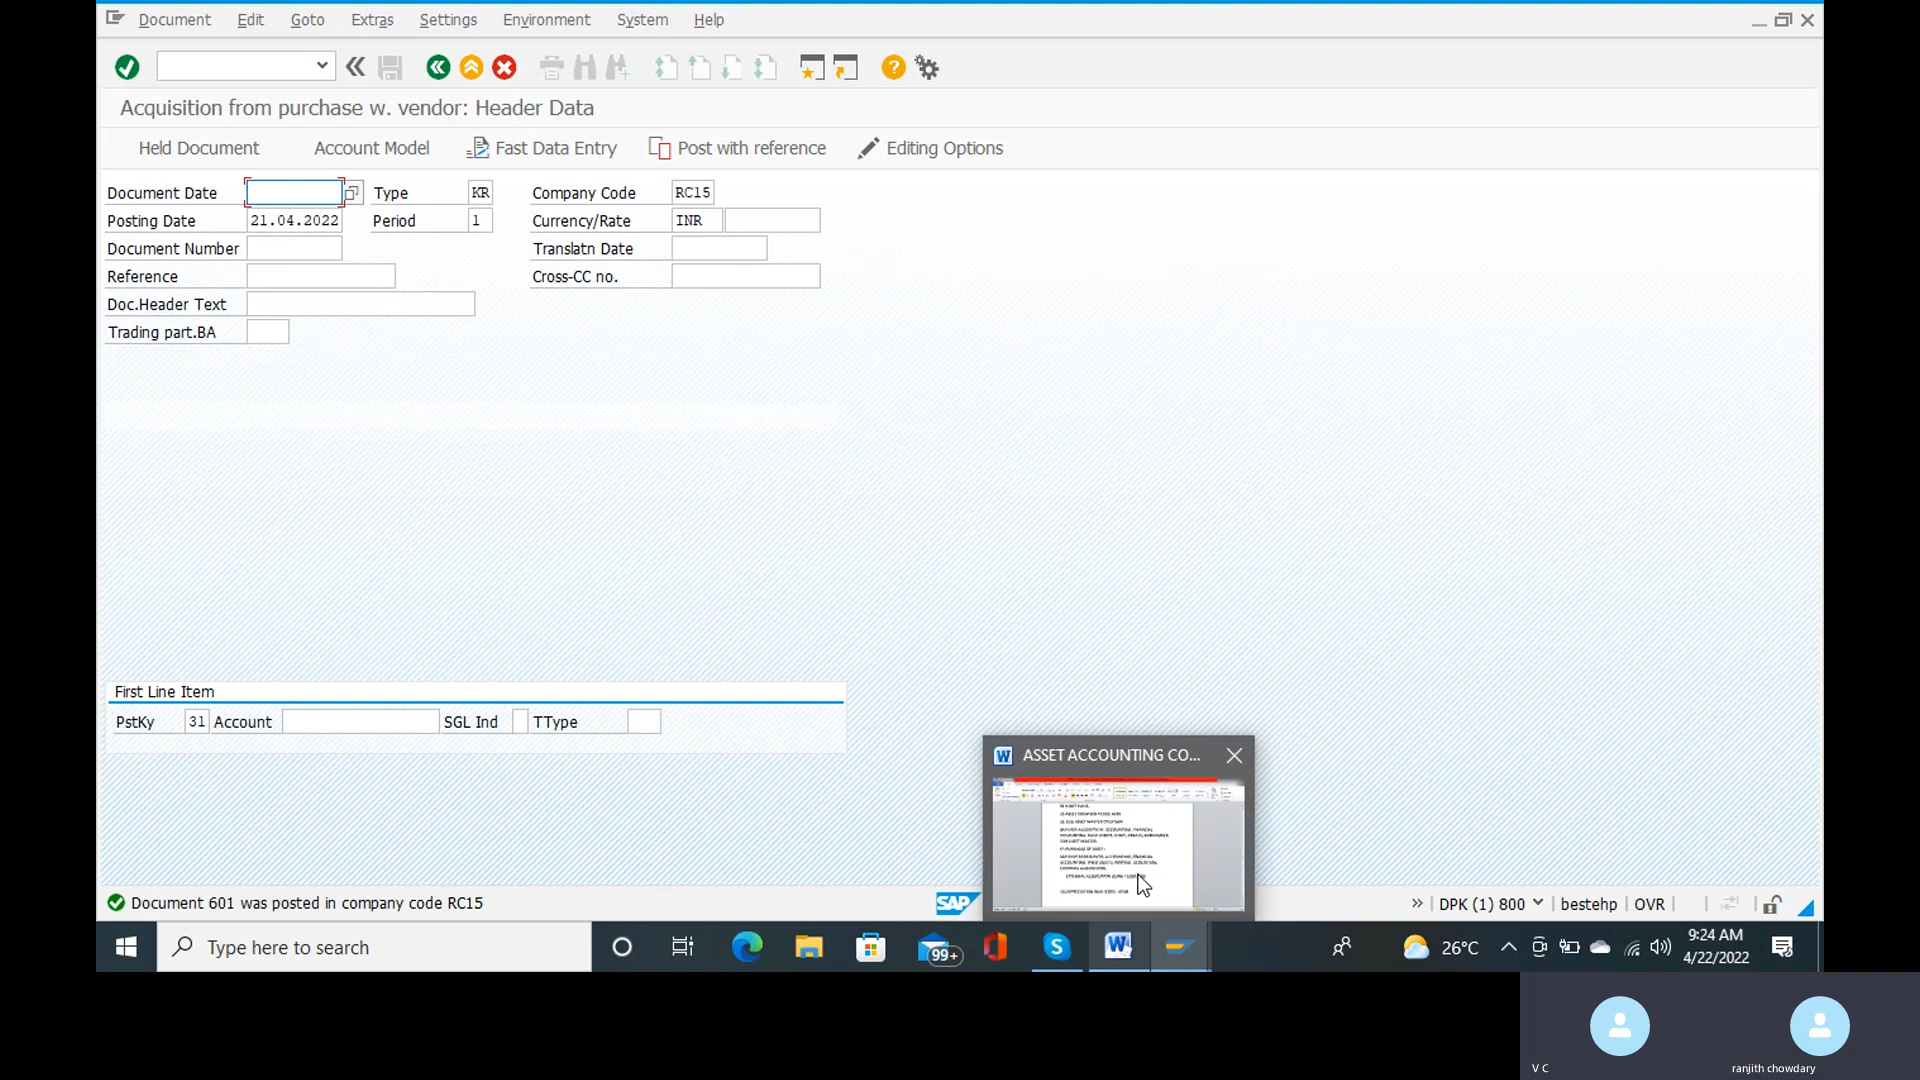 Document Edit Goto Extras Settings Environment System Help
Acquisition from purchase w. vendor: Header Data
Held Document Account Model Fast Data Entry Post with reference Editing Options
Document Date Type KR Company Code RC15
Posting Date 21.04.2022 Period 1 Currency/Rate INR
Document Number Translatn Date
Reference Cross-CC no.
Doc.Header Text
Trading part.BA
First Line Item
PstKy 31 Account SGL Ind TType
W ASSET ACCOUNTING CO...
Document 601 was posted in company code RC15 SAP DPK (1) 800 bestehp OVR
Type here to search 99+ 26°C 9:24 AM
4/22/2022
V C ranjith chowdary